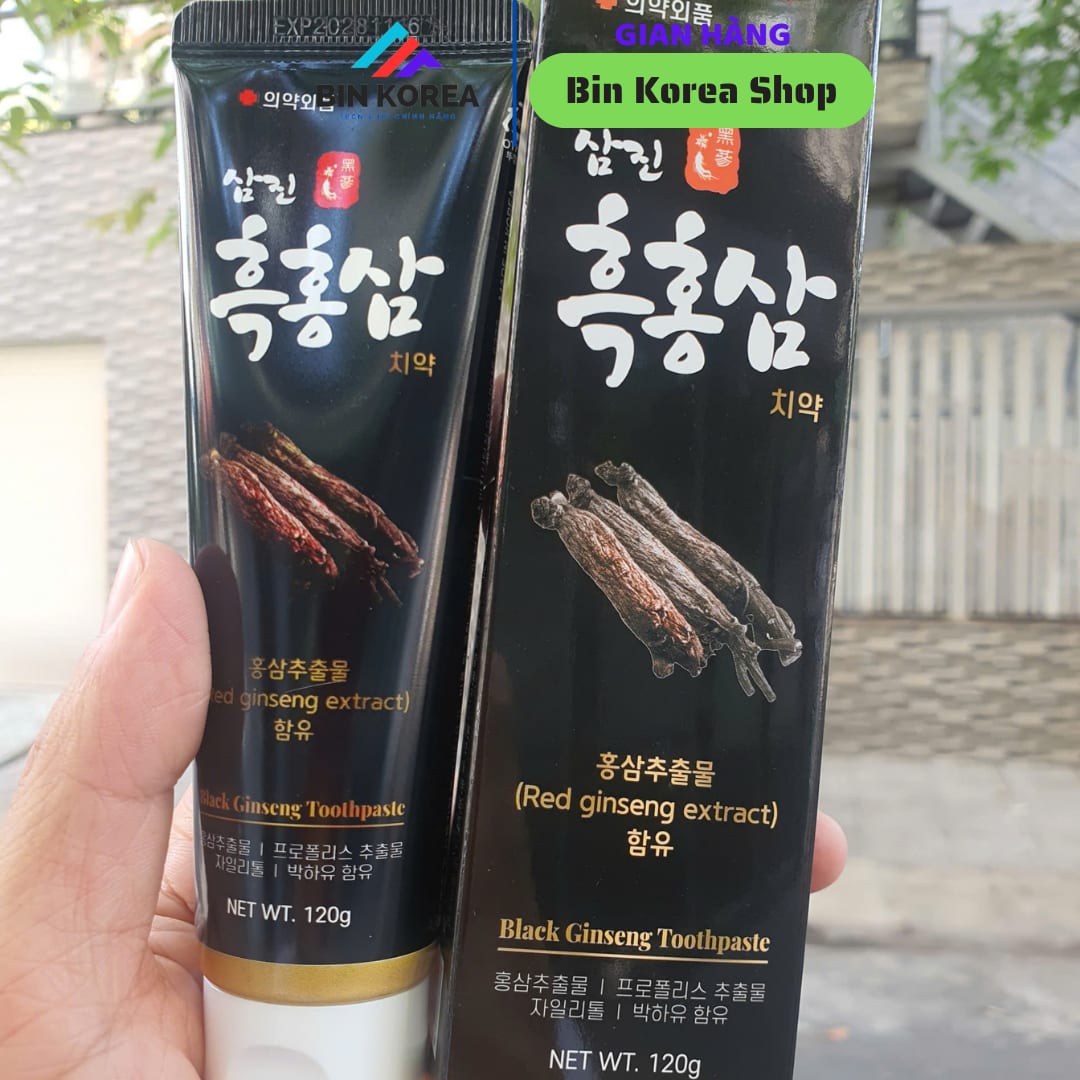 BIN KOREA
GIAN HÀNG
Bin Korea Shop
의약외품
삼진
黑蔘
흑홍삼
치약
홍삼추출물
ed ginseng extract)
함유
Black Ginseng Toothpaste
홍삼추출물 | 프로폴리스 추출물
자일리톨 | 박하유 함유
NET WT. 120g
의약외품
삼진
黑蔘
흑홍삼
치약
홍삼추출물
(Red ginseng extract)
함유
Black Ginseng Toothpaste
홍삼추출물 | 프로폴리스 추출물
자일리톨 | 박하유 함유
NET WT. 120g